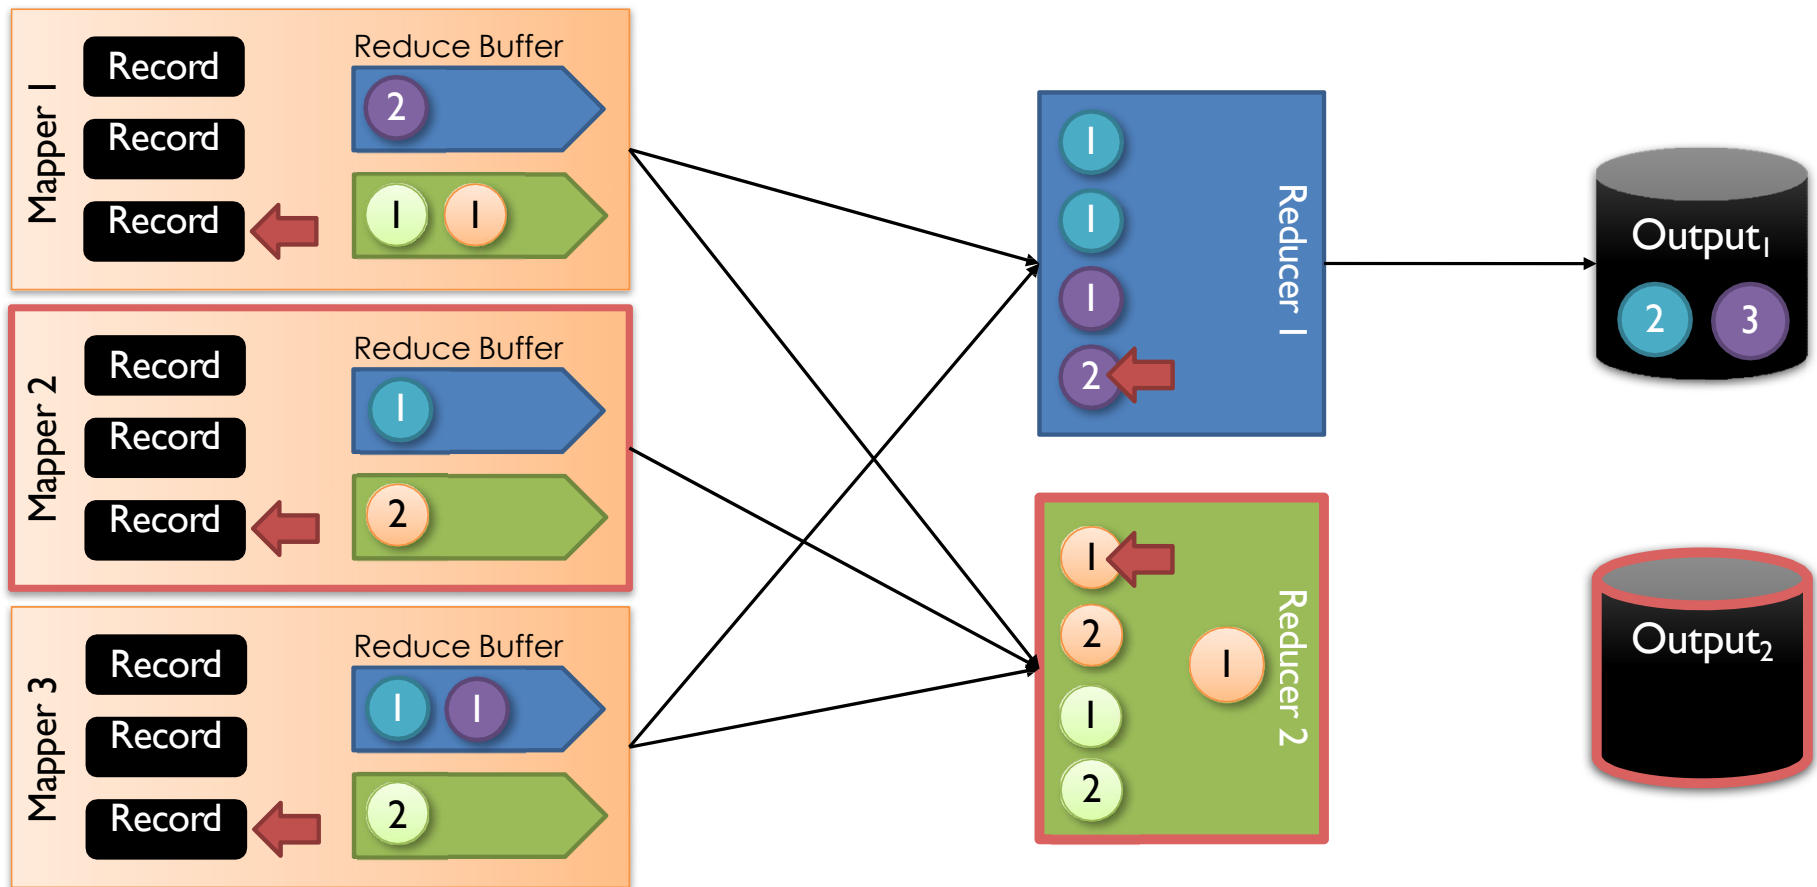 Mapper 1
Record
Record
Record
Reduce Buffer
2
1 1
Mapper 2
Record
Record
Record
Reduce Buffer
1
2
Mapper 3
Record
Record
Record
Reduce Buffer
1 1
2
Reducer 1
1
1
1
2
Reducer 2
1
2
1
2
1
Output1
2 3
Output2